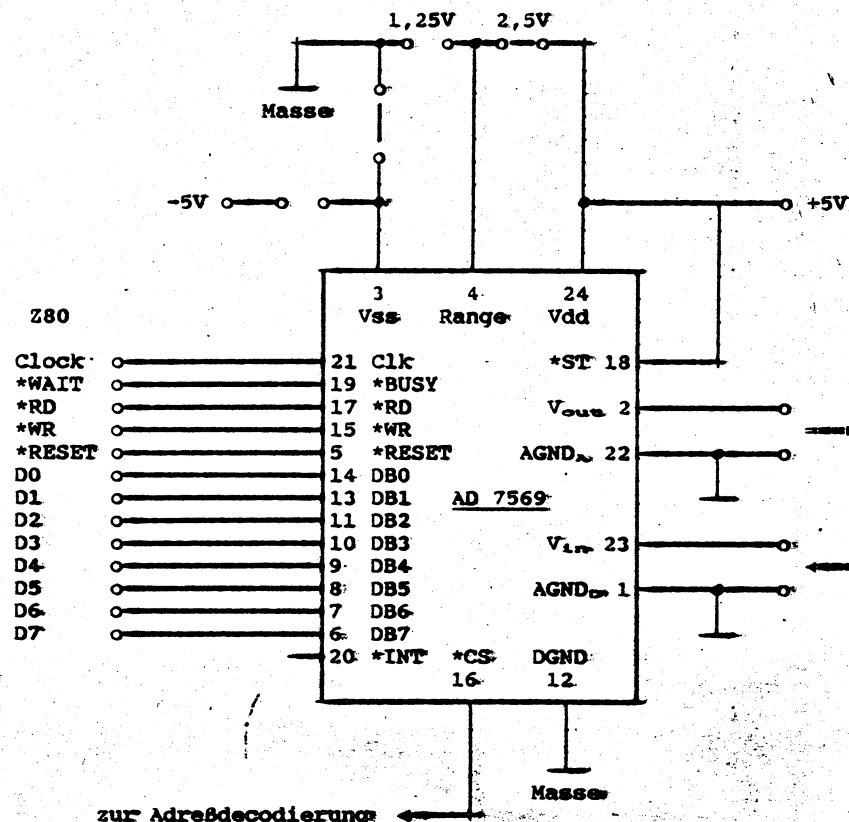 1,25V 2,5V
Masse
-5V +5V
3 4 24
Z80 Vss Range Vdd
Clock 21 Clk *ST 18
*WAIT 19 *BUSY
*RD 17 *RD Vout 2
*WR 15 *WR
*RESET 5 *RESET AGNDA 22
D0 14 DB0
D1 13 DB1 AD 7569
D2 11 DB2
D3 10 DB3 Vin 23
D4 9 DB4
D5 8 DB5 AGNDD 1
D6 7 DB6
D7 6 DB7
20 *INT *CS DGND
16 12
Masse
zur Adreßdecodierung